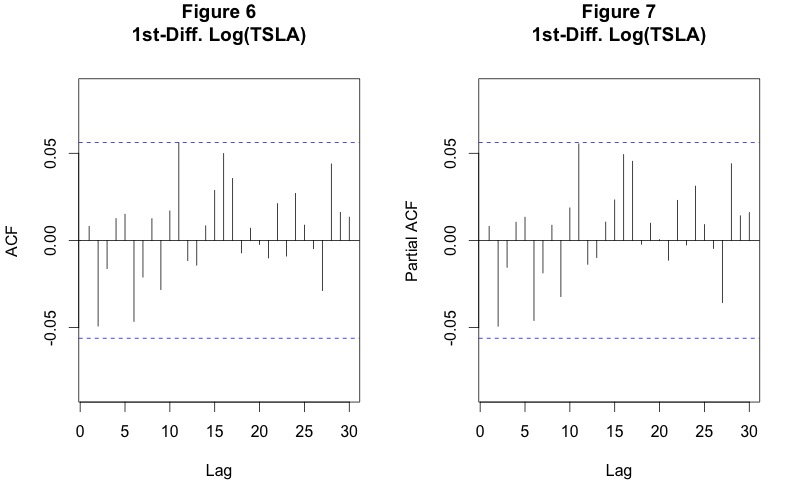 Figure 6
1st-Diff. Log(TSLA)
ACF
0.05
0.00
-0.05
0 5 10 15 20 25 30
Lag
Figure 7
1st-Diff. Log(TSLA)
Partial ACF
0.05
0.00
-0.05
0 5 10 15 20 25 30
Lag